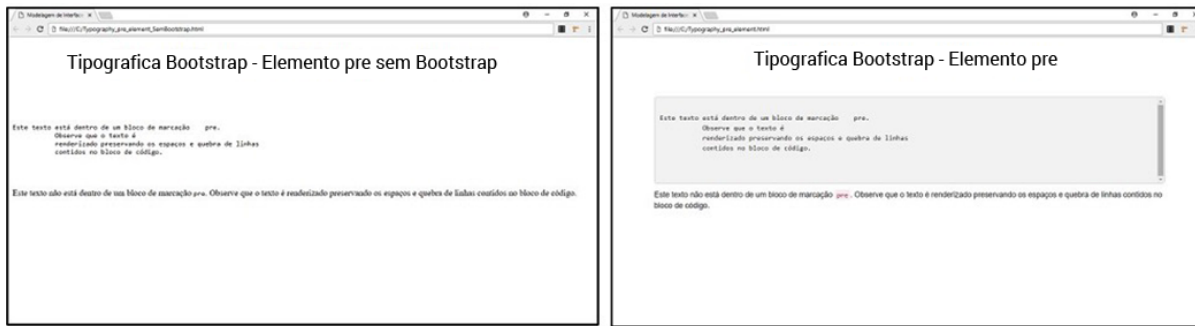 Modelagem de Interfac
file:///C:/Typography_pre_element_SemBootstrap.html
Tipografica Bootstrap - Elemento pre sem Bootstrap
Este texto está dentro de um bloco de marcação pre.
Observe que o texto é
renderizado preservando os espaços e quebra de linhas
contidos no bloco de código.
Este texto não está dentro de um bloco de marcação pre. Observe que o texto é renderizado preservando os espaços e quebra de linhas contidos no bloco de código.
Modelagem de Interfac
file:///C:/Typography_pre_element.html
Tipografica Bootstrap - Elemento pre
Este texto está dentro de um bloco de marcação pre.
Observe que o texto é
renderizado preservando os espaços e quebra de linhas
contidos no bloco de código.
Este texto não está dentro de um bloco de marcação pre. Observe que o texto é renderizado preservando os espaços e quebra de linhas contidos no
bloco de código.